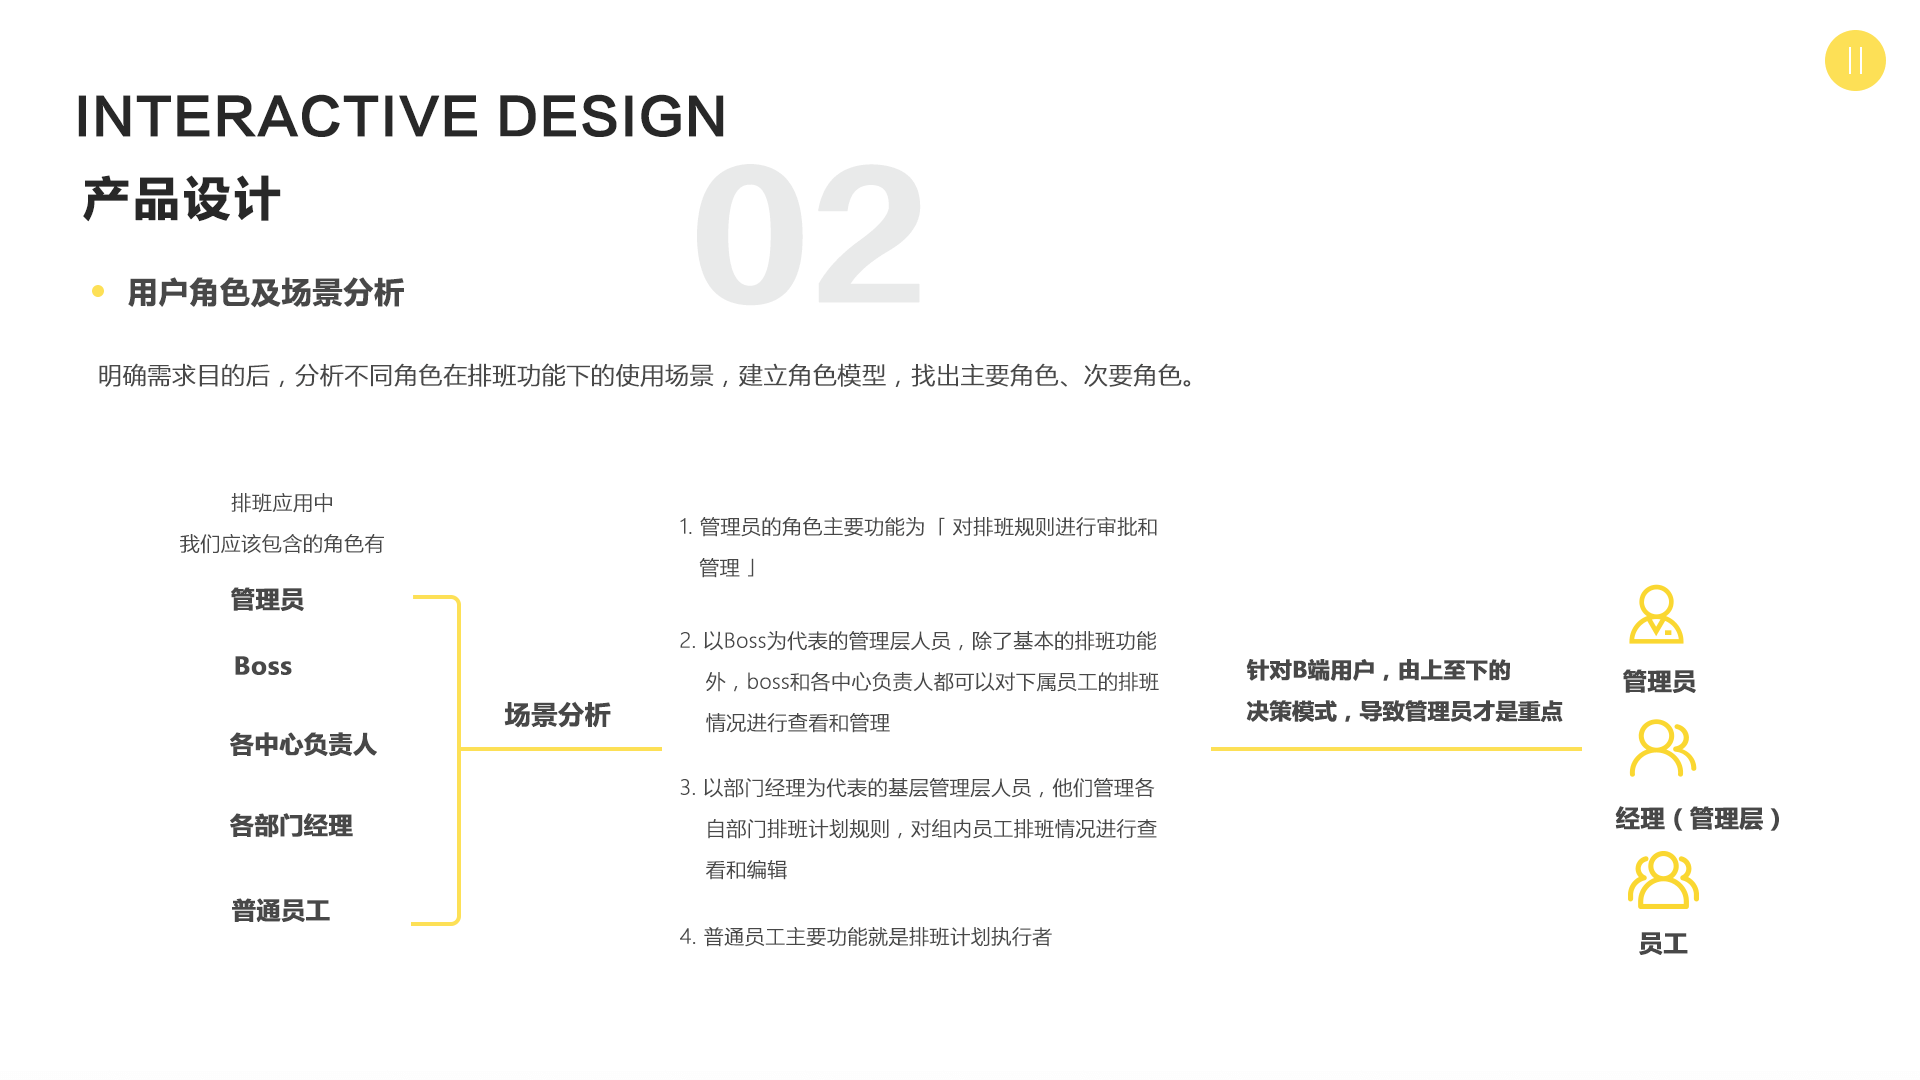 INTERACTIVE DESIGN
产品设计
02
用户角色及场景分析
明确需求目的后，分析不同角色在排班功能下的使用场景，建立角色模型，找出主要角色、次要角色。
排班应用中
我们应该包含的角色有
管理员
Boss
各中心负责人
各部门经理
普通员工
场景分析
1. 管理员的角色主要功能为「 对排班规则进行审批和
管理 」
2. 以Boss为代表的管理层人员，除了基本的排班功能
外，boss和各中心负责人都可以对下属员工的排班
情况进行查看和管理
3. 以部门经理为代表的基层管理层人员，他们管理各
自部门排班计划规则，对组内员工排班情况进行查
看和编辑
4. 普通员工主要功能就是排班计划执行者
针对B端用户，由上至下的
决策模式，导致管理员才是重点
管理员
经理（管理层）
员工